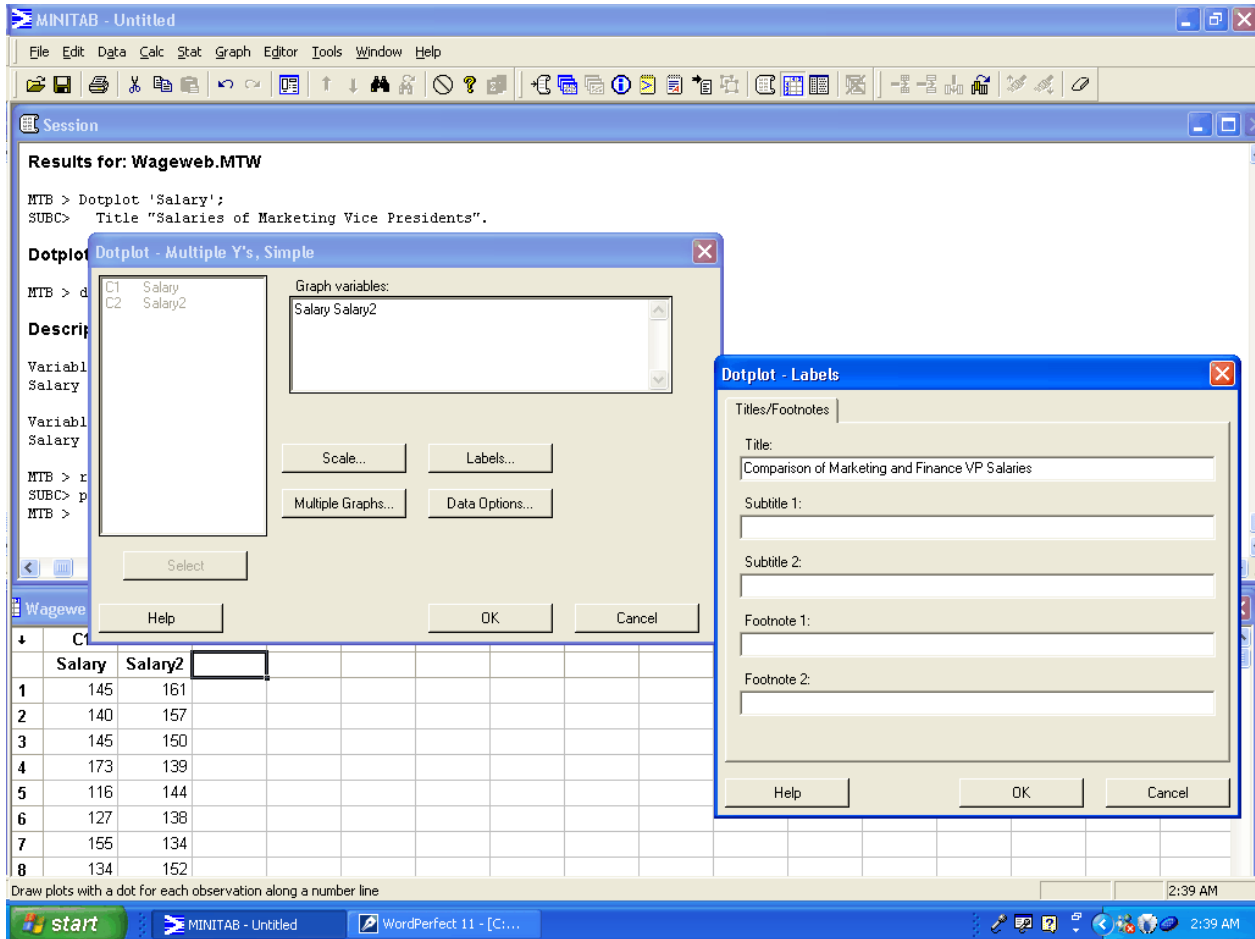 MINITAB - Untitled
File Edit Data Calc Stat Graph Editor Tools Window Help
Session
Results for: Wageweb.MTW
MTB > Dotplot 'Salary';
SUBC> Title "Salaries of Marketing Vice Presidents".
Dotplot
MTB > d
Descrip
Variabl
Salary
Variabl
Salary
MTB > r
SUBC> p
MTB >
Dotplot - Multiple Y's, Simple
C1 Salary
C2 Salary2
Graph variables:
Salary Salary2
Scale... Labels...
Multiple Graphs... Data Options...
Select
Help OK Cancel
Dotplot - Labels
Titles/Footnotes
Title:
Comparison of Marketing and Finance VP Salaries
Subtitle 1:
Subtitle 2:
Footnote 1:
Footnote 2:
Help OK Cancel
Wagewe
C1
Salary Salary2
1 145 161
2 140 157
3 145 150
4 173 139
5 116 144
6 127 138
7 155 134
8 134 152
Draw plots with a dot for each observation along a number line 2:39 AM
start MINITAB - Untitled WordPerfect 11 - [C:... 2:39 AM